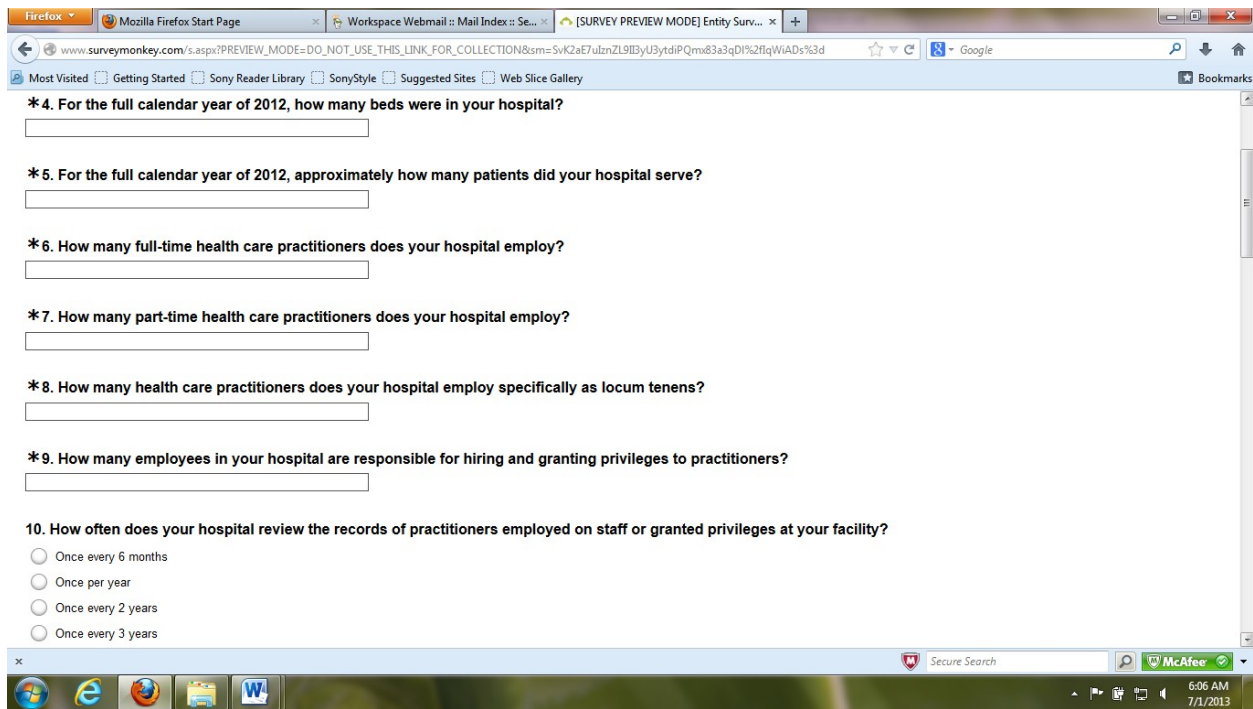 Firefox
Mozilla Firefox Start Page
Workspace Webmail :: Mail Index :: Se...
[SURVEY PREVIEW MODE] Entity Surv...
www.surveymonkey.com/s.aspx?PREVIEW_MODE=DO_NOT_USE_THIS_LINK_FOR_COLLECTION&sm=
Google
Most Visited Getting Started Sony Reader Library SonyStyle Suggested Sites Web Slice Gallery Bookmarks
*4. For the full calendar year of 2012, how many beds were in your hospital?
*5. For the full calendar year of 2012, approximately how many patients did your hospital serve?
*6. How many full-time health care practitioners does your hospital employ?
*7. How many part-time health care practitioners does your hospital employ?
*8. How many health care practitioners does your hospital employ specifically as locum tenens?
*9. How many employees in your hospital are responsible for hiring and granting privileges to practitioners?
10. How often does your hospital review the records of practitioners employed on staff or granted privileges at your facility?
Once every 6 months
Once per year
Once every 2 years
Once every 3 years
Secure Search
McAfee
6:06 AM
7/1/2013